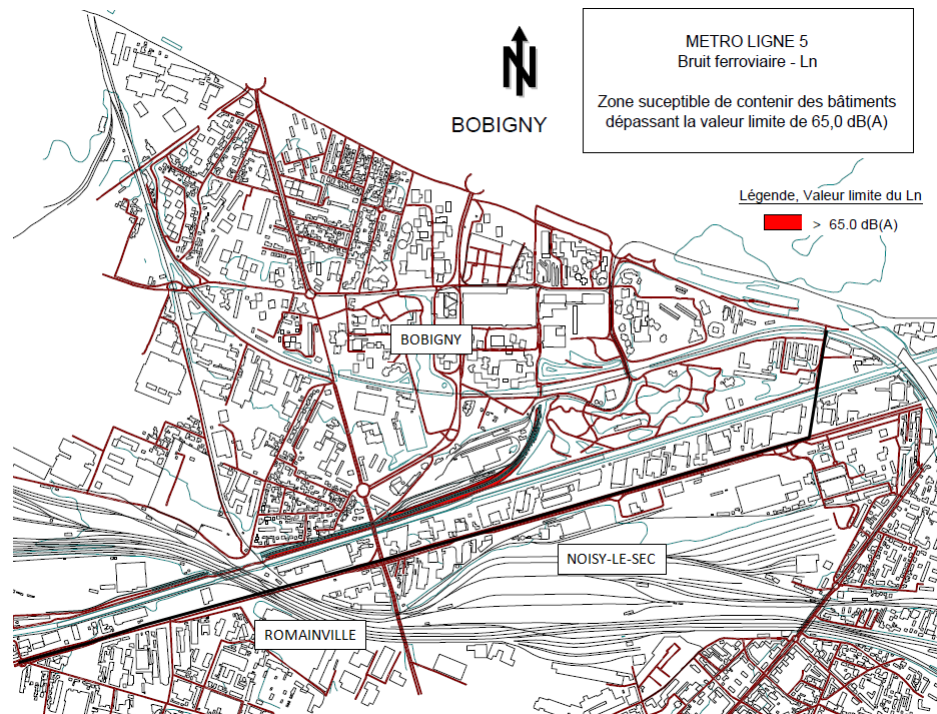 METRO LIGNE 5
Bruit ferroviaire - Ln
Zone suceptible de contenir des bâtiments
dépassant la valeur limite de 65,0 dB(A)
N
BOBIGNY
Légende, Valeur limite du Ln
> 65.0 dB(A)
BOBIGNY
NOISY-LE-SEC
ROMAINVILLE